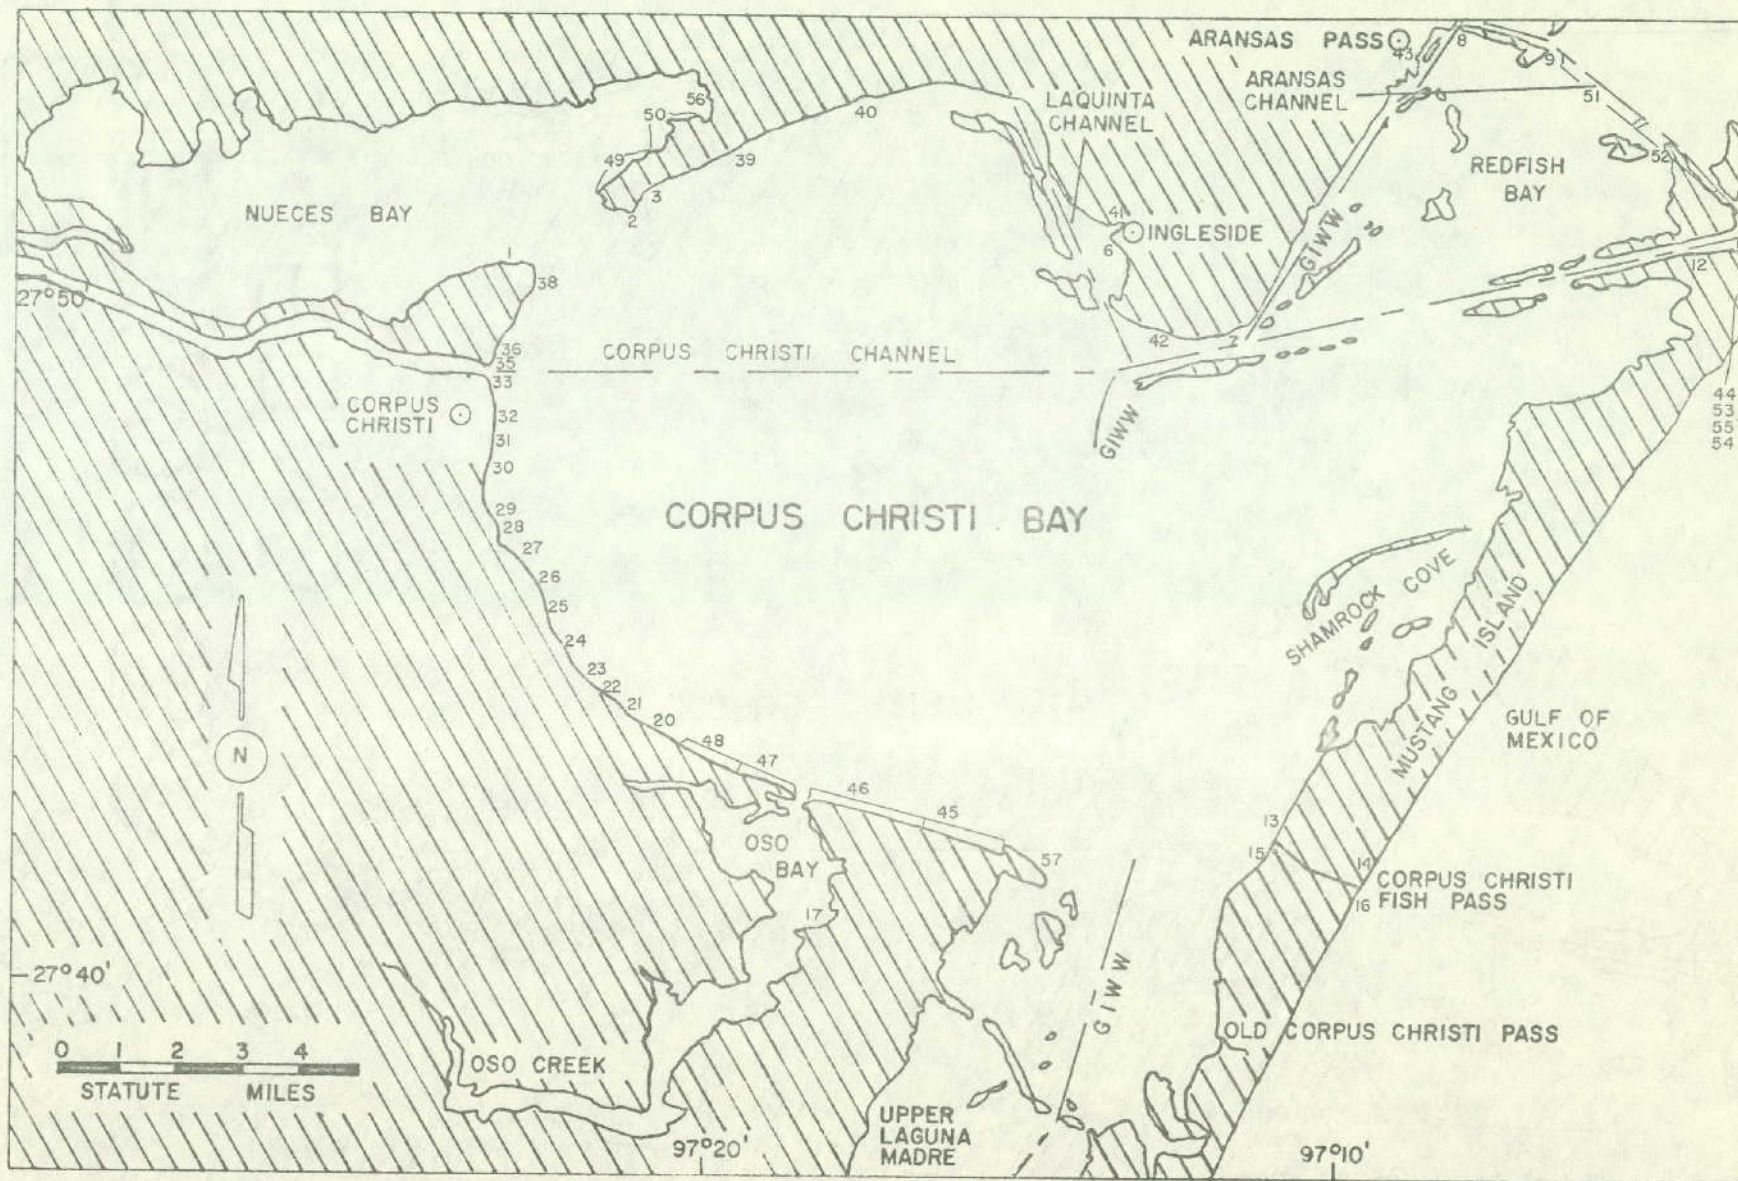 ARANSAS PASS
43
8
9
ARANSAS
CHANNEL
51
LAQUINTA
CHANNEL
56
50
40
49
39
52
REDFISH
BAY
3
2
NUECES BAY
41
INGLESIDE
6
GIWW
1
38
12
27°50'
36
35
33
CORPUS CHRISTI CHANNEL
42
7
CORPUS
CHRISTI
32
31
30
GIWW
44
53
55
54
29
28
27
CORPUS CHRISTI BAY
26
25
24
23
22
21
20
SHAMROCK COVE
MUSTANG ISLAND
GULF OF
MEXICO
N
48
47
46
45
57
OSO
BAY
17
13
15
14
16
CORPUS CHRISTI
FISH PASS
27°40'
GIWW
OLD CORPUS CHRISTI PASS
0 1 2 3 4
STATUTE MILES
OSO CREEK
UPPER
LAGUNA
MADRE
97°20'
97°10'